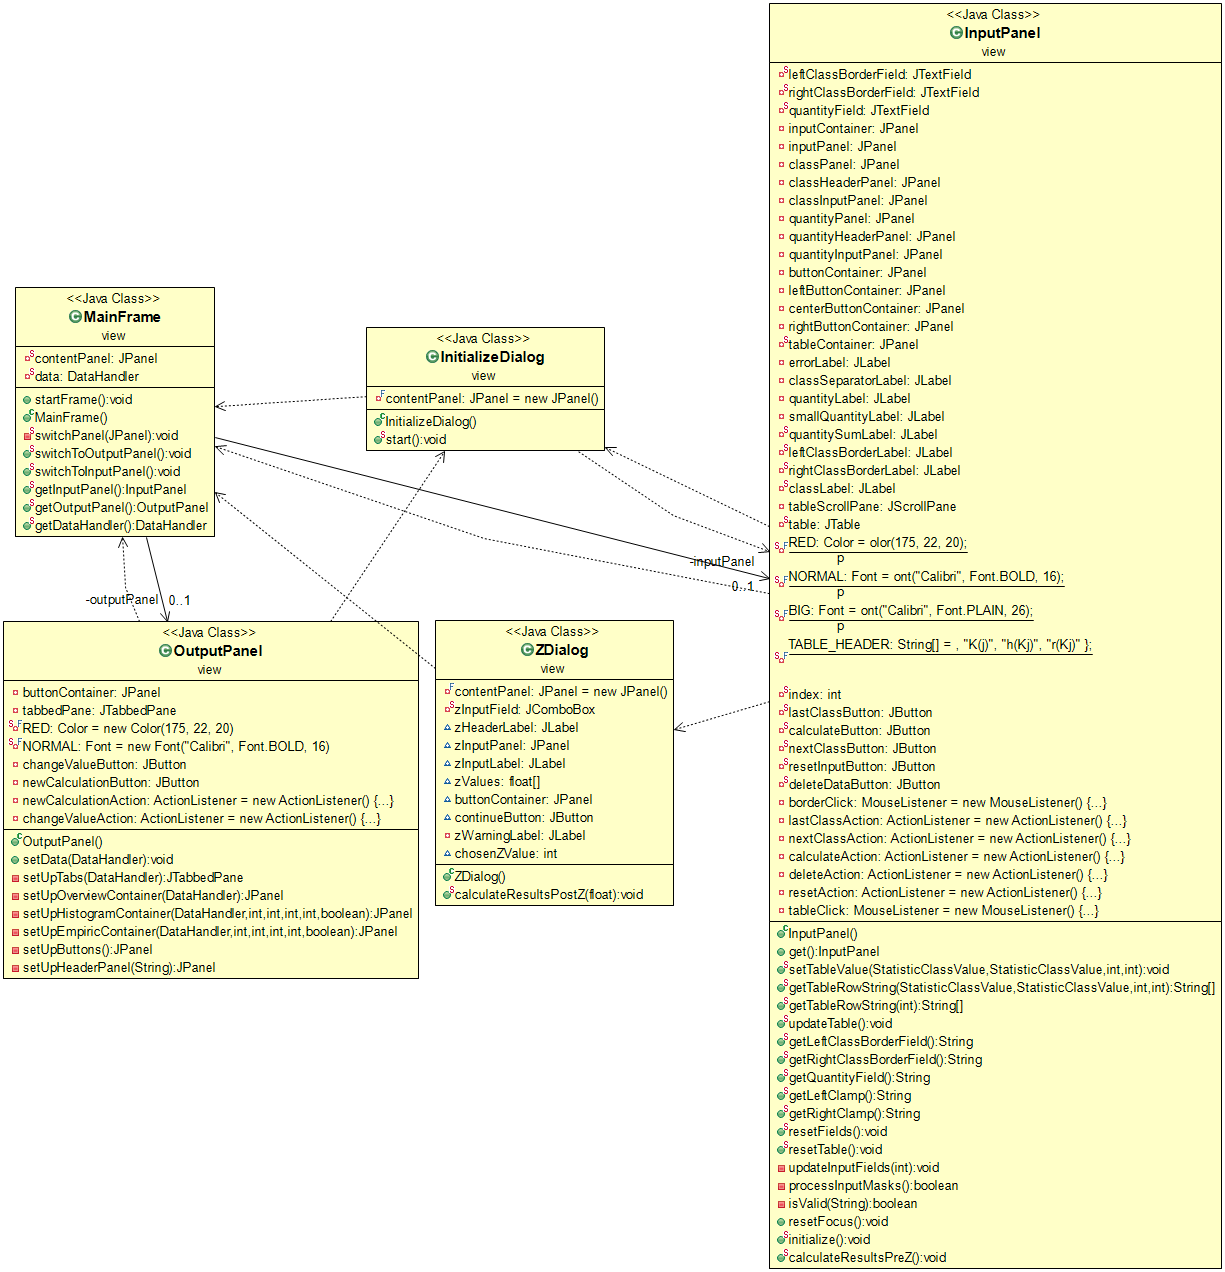 <<Java Class>>
MainFrame
view
contentPanel: JPanel
data: DataHandler
startFrame():void
MainFrame()
switchPanel(JPanel):void
switchToOutputPanel():void
switchToInputPanel():void
getInputPanel():InputPanel
getOutputPanel():OutputPanel
getDataHandler():DataHandler
<<Java Class>>
InitializeDialog
view
contentPanel: JPanel = new JPanel()
InitializeDialog()
start():void
-inputPanel
0..1
-outputPanel
0..1
<<Java Class>>
OutputPanel
view
buttonContainer: JPanel
tabbedPane: JTabbedPane
RED: Color = new Color(175, 22, 20)
NORMAL: Font = new Font("Calibri", Font.BOLD, 16)
changeValueButton: JButton
newCalculationButton: JButton
newCalculationAction: ActionListener = new ActionListener() {...}
changeValueAction: ActionListener = new ActionListener() {...}
OutputPanel()
setData(DataHandler):void
setUpTabs(DataHandler):JTabbedPane
setUpOverviewContainer(DataHandler):JPanel
setUpHistogramContainer(DataHandler,int,int,int,int,boolean):JPanel
setUpEmpiricContainer(DataHandler,int,int,int,int,boolean):JPanel
setUpButtons():JPanel
setUpHeaderPanel(String):JPanel
<<Java Class>>
ZDialog
view
contentPanel: JPanel = new JPanel()
zInputField: JComboBox
zHeaderLabel: JLabel
zInputPanel: JPanel
zInputLabel: JLabel
zValues: float[]
buttonContainer: JPanel
continueButton: JButton
zWarningLabel: JLabel
chosenZValue: int
ZDialog()
calculateResultsPostZ(float):void
<<Java Class>>
InputPanel
view
leftClassBorderField: JTextField
rightClassBorderField: JTextField
quantityField: JTextField
inputContainer: JPanel
inputPanel: JPanel
classPanel: JPanel
classHeaderPanel: JPanel
classInputPanel: JPanel
quantityPanel: JPanel
quantityHeaderPanel: JPanel
quantityInputPanel: JPanel
buttonContainer: JPanel
leftButtonContainer: JPanel
centerButtonContainer: JPanel
rightButtonContainer: JPanel
tableContainer: JPanel
errorLabel: JLabel
classSeparatorLabel: JLabel
quantityLabel: JLabel
smallQuantityLabel: JLabel
quantitySumLabel: JLabel
leftClassBorderLabel: JLabel
rightClassBorderLabel: JLabel
classLabel: JLabel
tableScrollPane: JScrollPane
table: JTable
RED: Color = olor(175, 22, 20);
p
NORMAL: Font = ont("Calibri", Font.BOLD, 16);
p
BIG: Font = ont("Calibri", Font.PLAIN, 26);
p
TABLE_HEADER: String[] = , "K(j)", "h(Kj)", "r(Kj)" };
index: int
lastClassButton: JButton
calculateButton: JButton
nextClassButton: JButton
resetInputButton: JButton
deleteDataButton: JButton
borderClick: MouseListener = new MouseListener() {...}
lastClassAction: ActionListener = new ActionListener() {...}
nextClassAction: ActionListener = new ActionListener() {...}
calculateAction: ActionListener = new ActionListener() {...}
deleteAction: ActionListener = new ActionListener() {...}
resetAction: ActionListener = new ActionListener() {...}
tableClick: MouseListener = new MouseListener() {...}
InputPanel()
get():InputPanel
setTableValue(StatisticClassValue,StatisticClassValue,int,int):void
getTableRowString(StatisticClassValue,StatisticClassValue,int,int):String[]
getTableRowString(int):String[]
updateTable():void
getLeftClassBorderField():String
getRightClassBorderField():String
getQuantityField():String
getLeftClamp():String
getRightClamp():String
resetFields():void
resetTable():void
updateInputFields(int):void
processInputMasks():boolean
isValid(String):boolean
resetFocus():void
initialize():void
calculateResultsPreZ():void